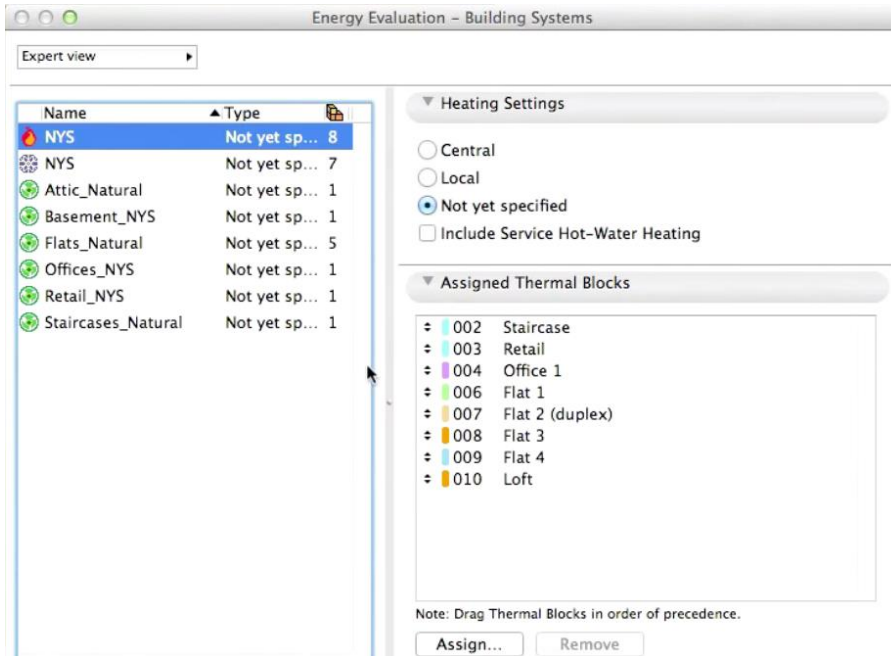 Energy Evaluation – Building Systems
Expert view
Name Type
NYS Not yet sp... 8
NYS Not yet sp... 7
Attic_Natural Not yet sp... 1
Basement_NYS Not yet sp... 1
Flats_Natural Not yet sp... 5
Offices_NYS Not yet sp... 1
Retail_NYS Not yet sp... 1
Staircases_Natural Not yet sp... 1
Heating Settings
Central
Local
Not yet specified
Include Service Hot-Water Heating
Assigned Thermal Blocks
002 Staircase
003 Retail
004 Office 1
006 Flat 1
007 Flat 2 (duplex)
008 Flat 3
009 Flat 4
010 Loft
Note: Drag Thermal Blocks in order of precedence.
Assign... Remove